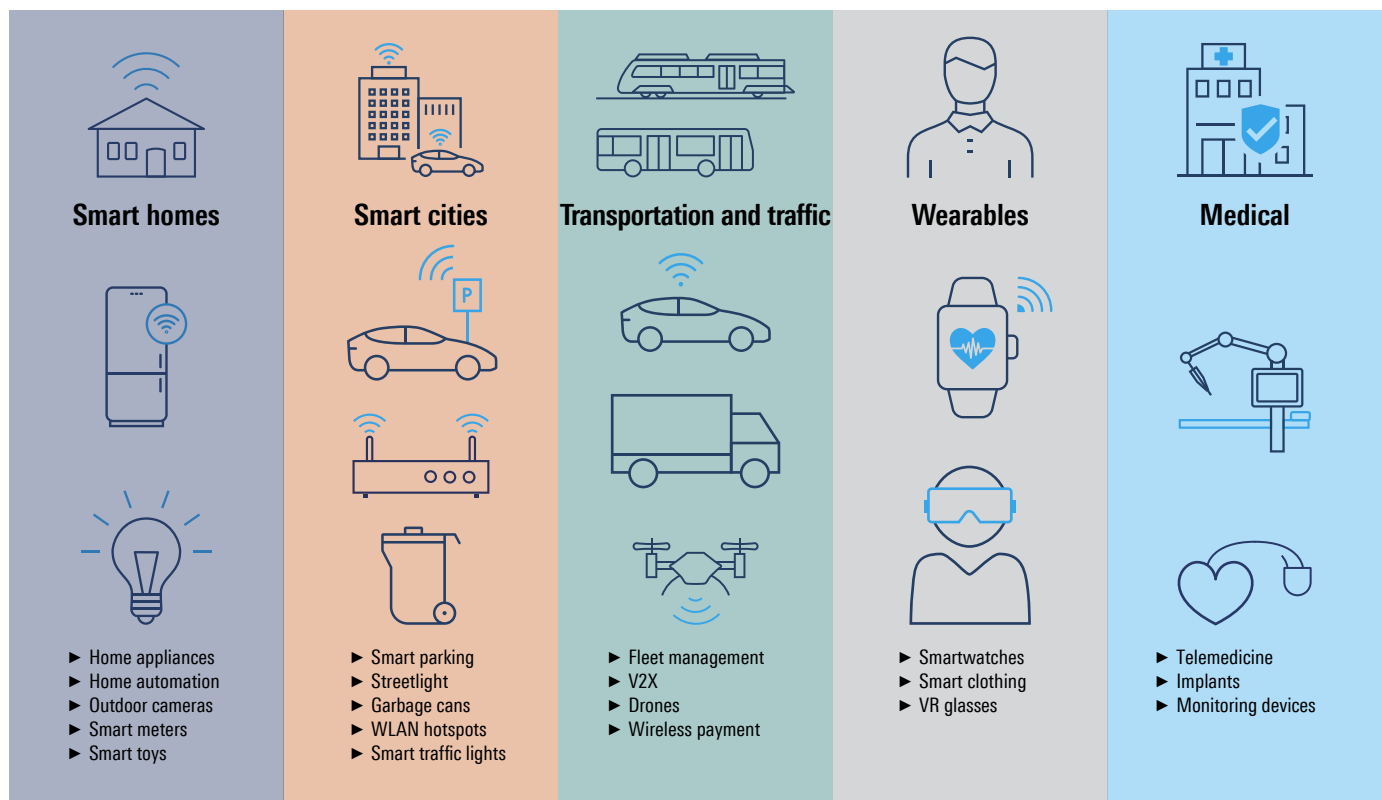 Smart homes
► Home appliances
► Home automation
► Outdoor cameras
► Smart meters
► Smart toys
Smart cities
P
► Smart parking
► Streetlight
► Garbage cans
► WLAN hotspots
► Smart traffic lights
Transportation and traffic
► Fleet management
► V2X
► Drones
► Wireless payment
Wearables
► Smartwatches
► Smart clothing
► VR glasses
Medical
► Telemedicine
► Implants
► Monitoring devices